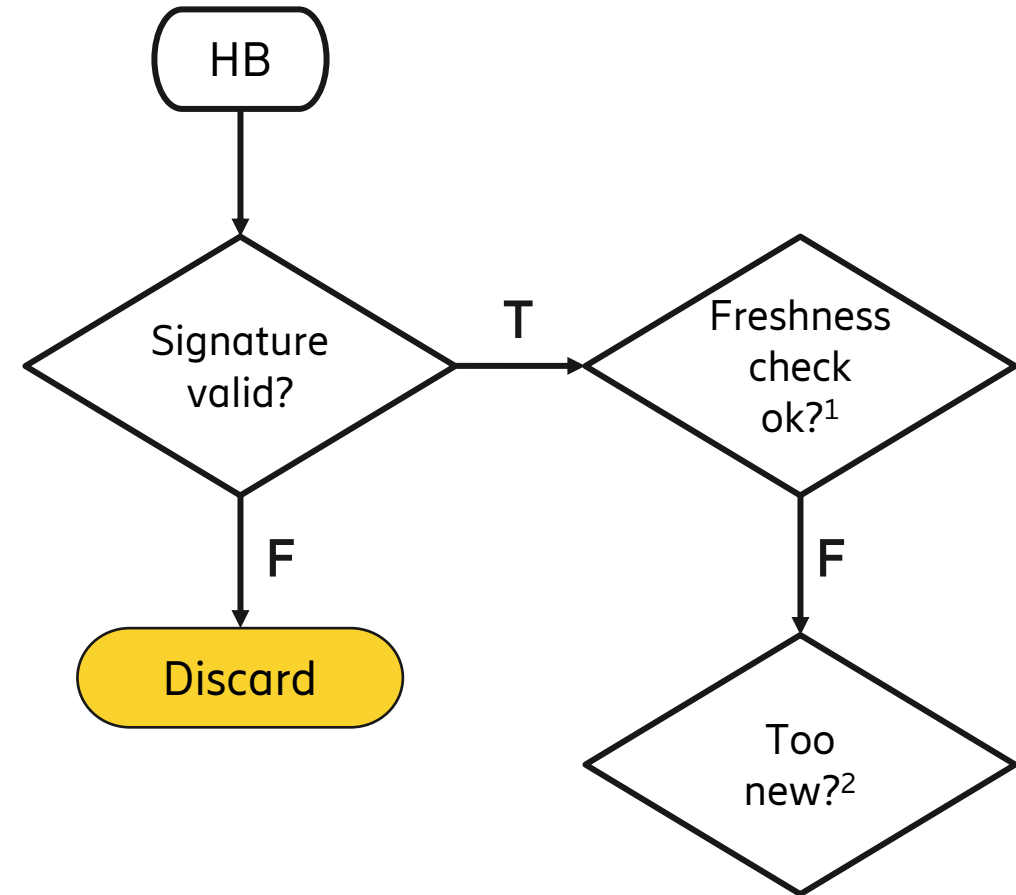 HB
Signature
valid?
T
Freshness
check
ok?¹
F
F
Discard
Too
new?²